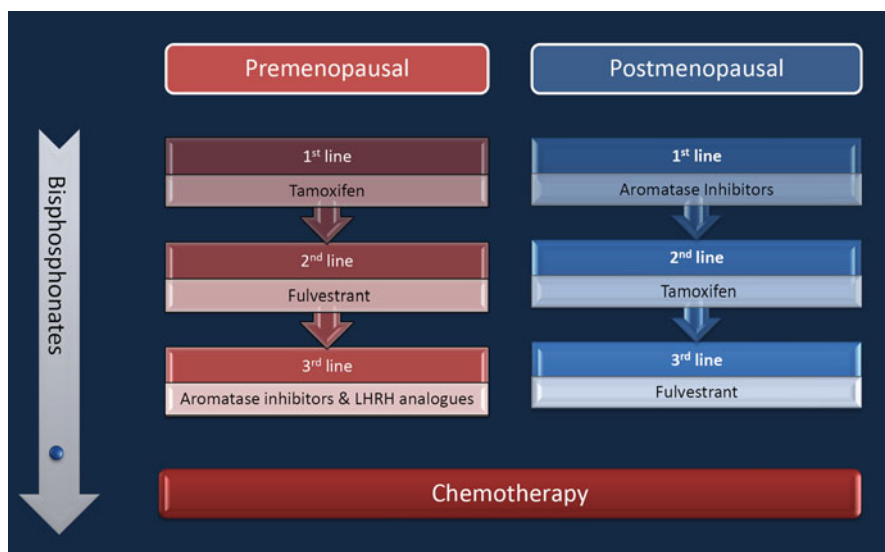 Premenopausal
1st line
Tamoxifen
2nd line
Fulvestrant
3rd line
Aromatase inhibitors & LHRH analogues
Postmenopausal
1st line
Aromatase Inhibitors
2nd line
Tamoxifen
3rd line
Fulvestrant
Bisphosphonates
Chemotherapy